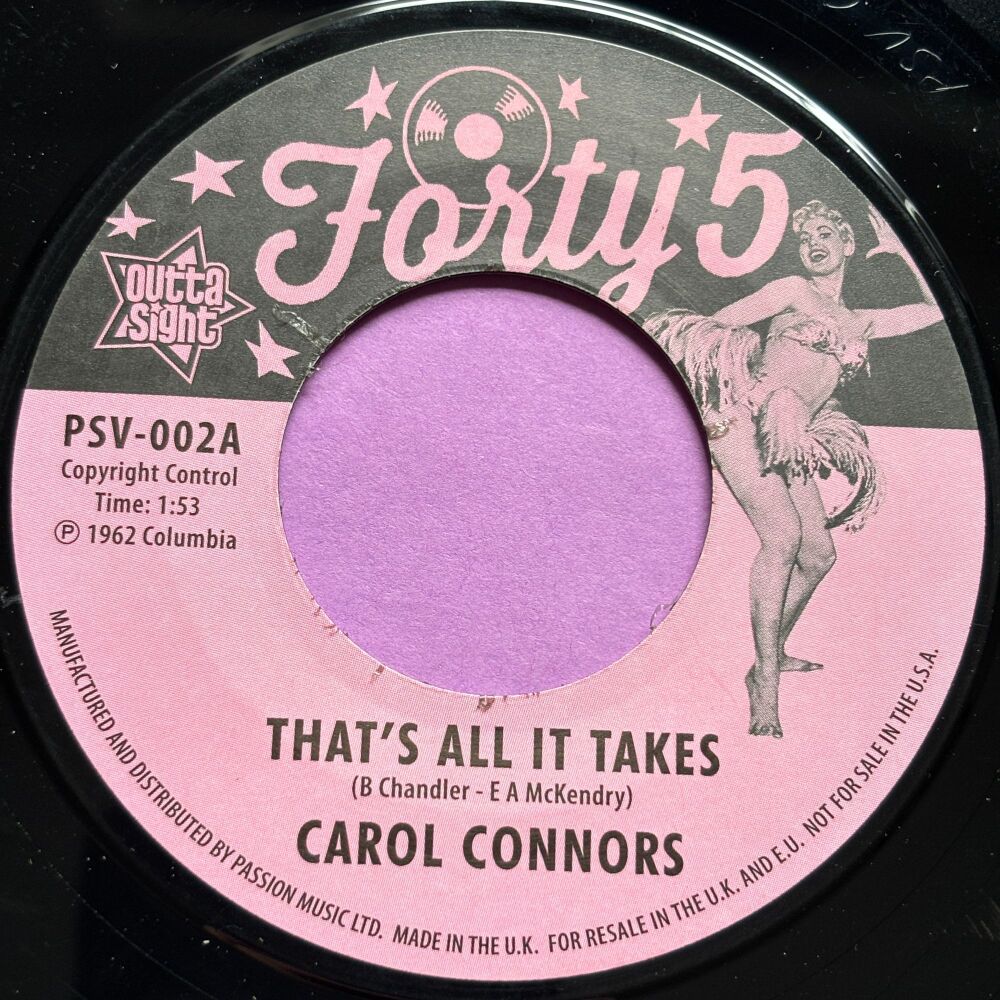 Forty 5
outta
sight
PSV-002A
Copyright Control
Time: 1:53
℗ 1962 Columbia
THAT'S ALL IT TAKES
(B Chandler - E A McKendry)
CAROL CONNORS
MANUFACTURED AND DISTRIBUTED BY PASSION MUSIC LTD. MADE IN THE U.K. FOR RESALE IN THE U.K. AND E.U. NOT FOR SALE IN THE U.S.A.